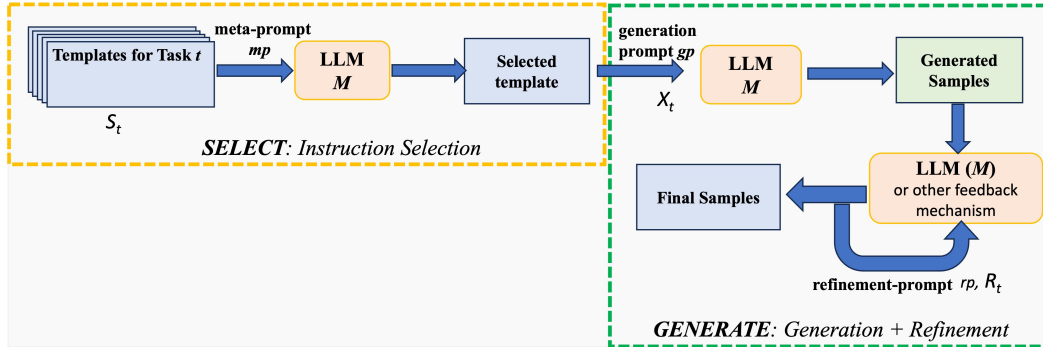 Templates for Task t
S_t
meta-prompt
mp
LLM
M
Selected
template
SELECT: Instruction Selection
generation
prompt gp
X_t
LLM
M
Generated
Samples
LLM (M)
or other feedback
mechanism
Final Samples
refinement-prompt rp, R_t
GENERATE: Generation + Refinement